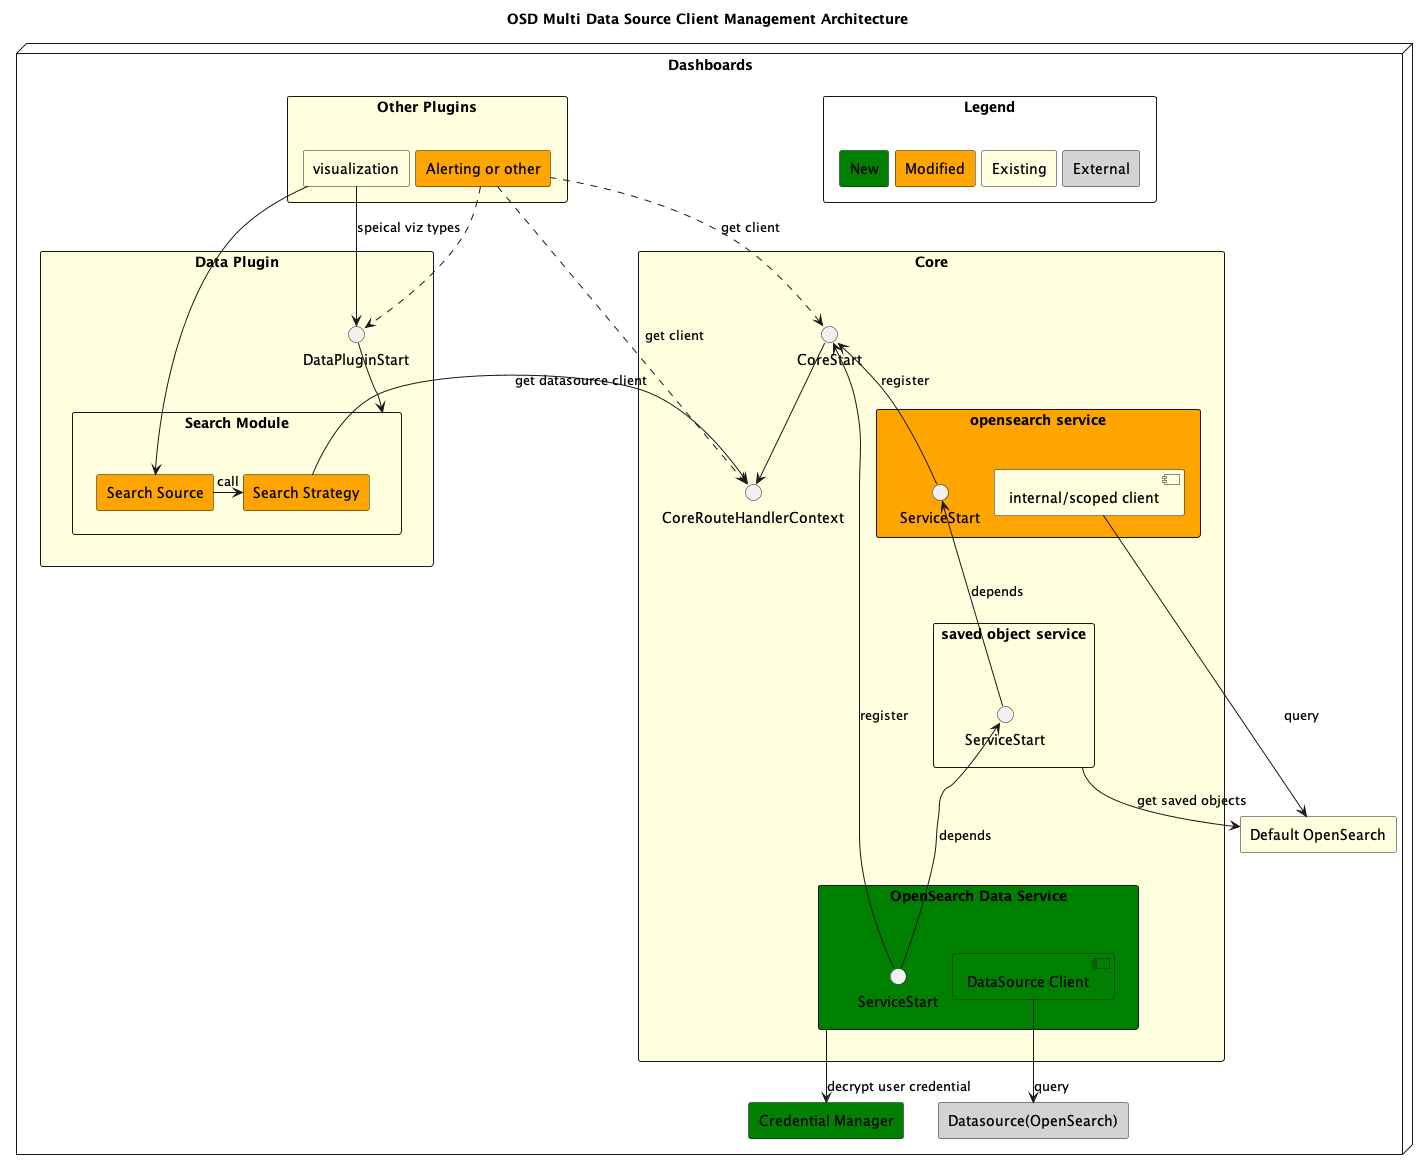 OSD Multi Data Source Client Management Architecture
Dashboards
Other Plugins
visualization
Alerting or other
Legend
New
Modified
Existing
External
speical viz types
get client
Data Plugin
Core
get client
DataPluginStart
CoreStart
get datasource client
register
Search Module
opensearch service
Search Source
call
Search Strategy
CoreRouteHandlerContext
ServiceStart
internal/scoped client
depends
saved object service
register
query
ServiceStart
get saved objects
depends
Default OpenSearch
OpenSearch Data Service
DataSource Client
ServiceStart
decrypt user credential
query
Credential Manager
Datasource(OpenSearch)